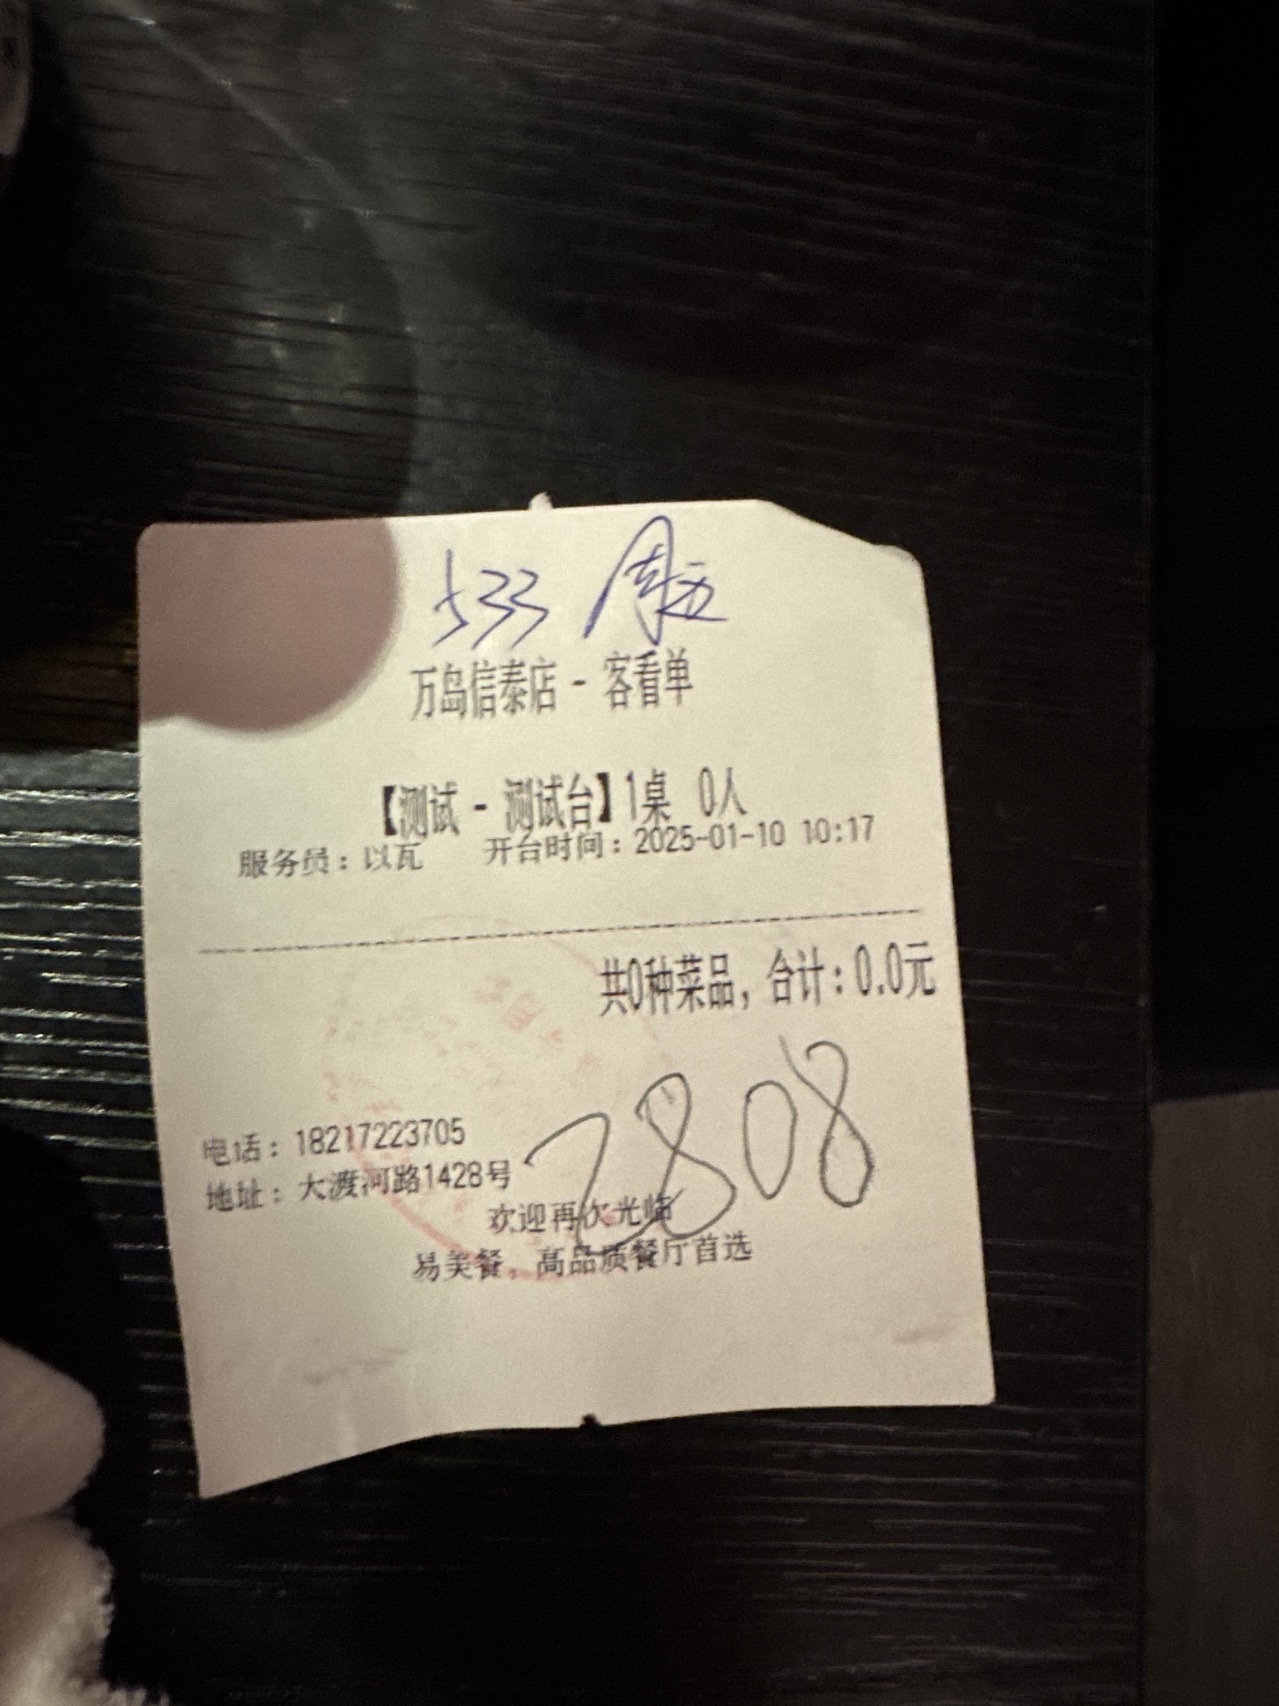 533 周五
万岛信泰店 - 客看单
【测试 - 测试台】1桌 0人
服务员：以瓦 开台时间：2025-01-10 10:17
共0种菜品，合计：0.0元
2808
电话：18217223705
地址：大渡河路1428号
欢迎再次光临
易美餐，高品质餐厅首选